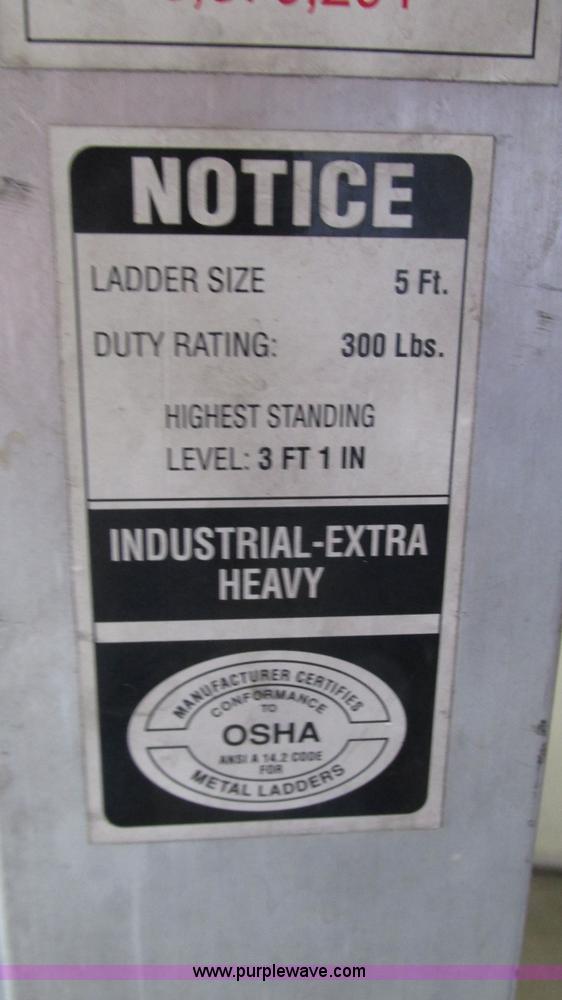 NOTICE
LADDER SIZE 5 Ft.
DUTY RATING: 300 Lbs.
HIGHEST STANDING
LEVEL: 3 FT 1 IN
INDUSTRIAL-EXTRA
HEAVY
MANUFACTURER CERTIFIES
CONFORMANCE
TO
OSHA
ANSI A 14.2 CODE
FOR
METAL LADDERS
www.purplewave.com